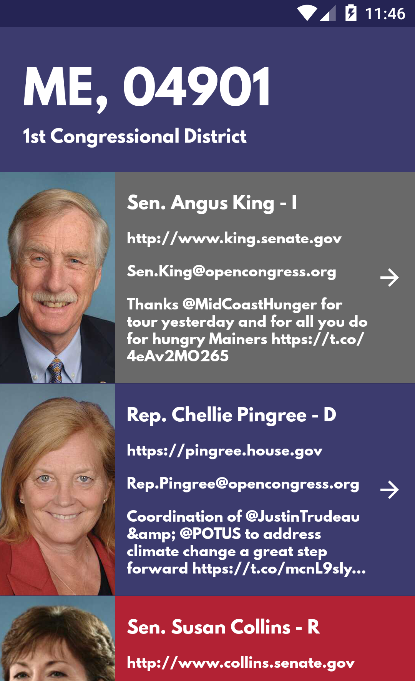 11:46
ME, 04901
1st Congressional District
Sen. Angus King - I
http://www.king.senate.gov
Sen.King@opencongress.org
Thanks @MidCoastHunger for
tour yesterday and for all you do
for hungry Mainers https://t.co/
4eAv2MO265
Rep. Chellie Pingree - D
https://pingree.house.gov
Rep.Pingree@opencongress.org
Coordination of @JustinTrudeau
&amp; @POTUS to address
climate change a great step
forward https://t.co/mcnL9sly...
Sen. Susan Collins - R
http://www.collins.senate.gov